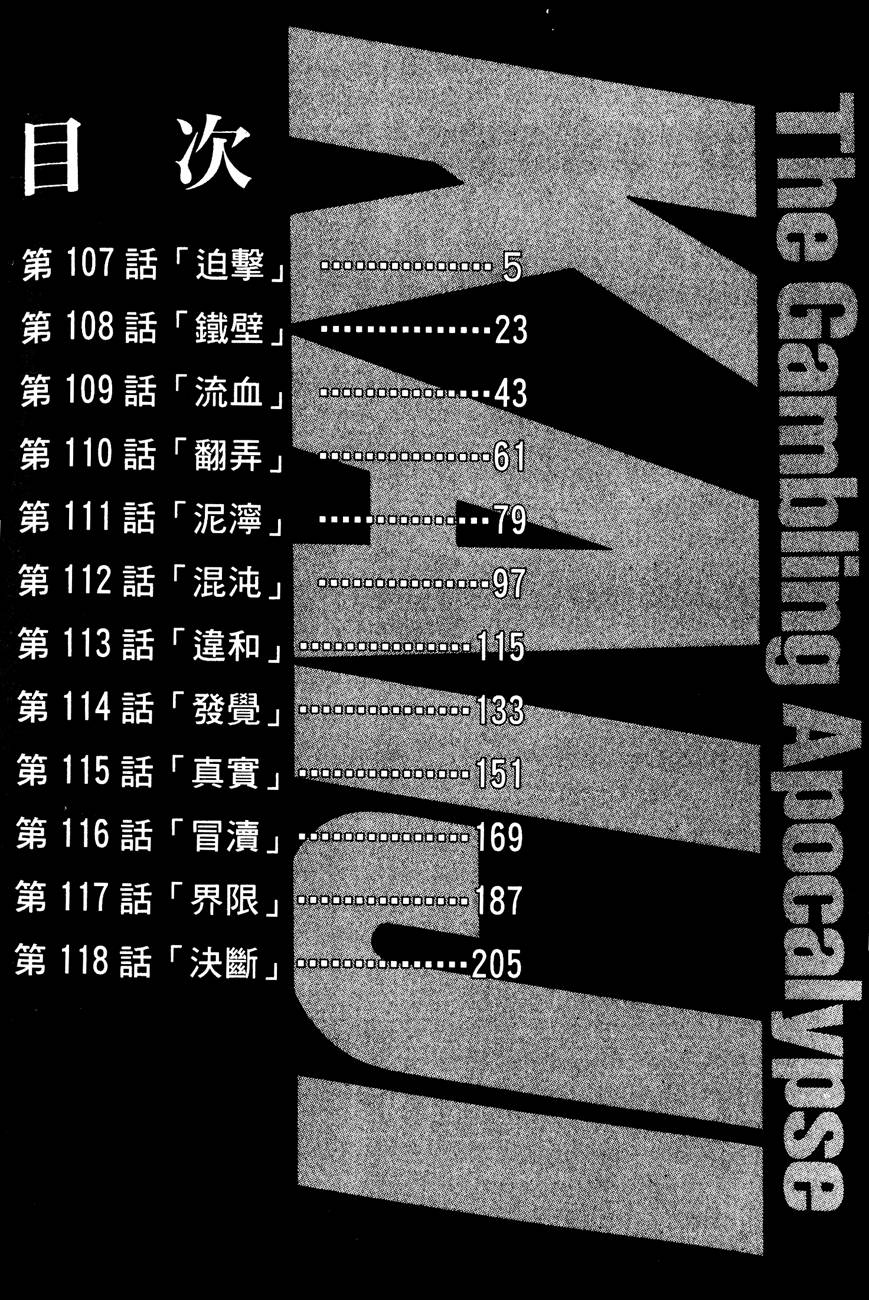 目 次
第 107 話「迫擊」…………… 5
第 108 話「鐵壁」……………23
第 109 話「流血」……………43
第 110 話「翻弄」……………61
第 111 話「泥濘」……………79
第 112 話「混沌」……………97
第 113 話「違和」……………115
第 114 話「發覺」……………133
第 115 話「真實」……………151
第 116 話「冒瀆」……………169
第 117 話「界限」……………187
第 118 話「決斷」……………205
KAIJI
The Gambling Apocalypse